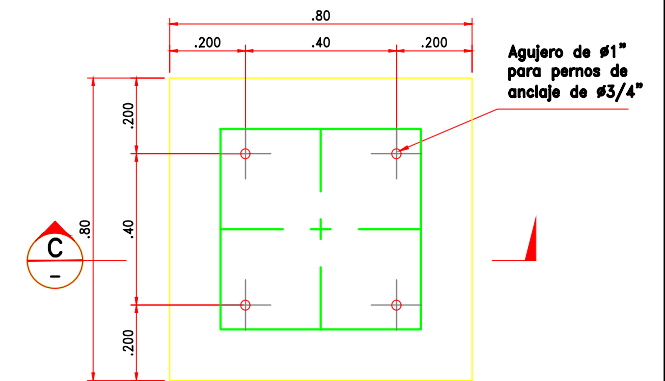 .80
.200
.40
.200
Agujero de ø1"
para pernos de
anclaje de ø3/4"
.200
.80
.40
C
-
.200